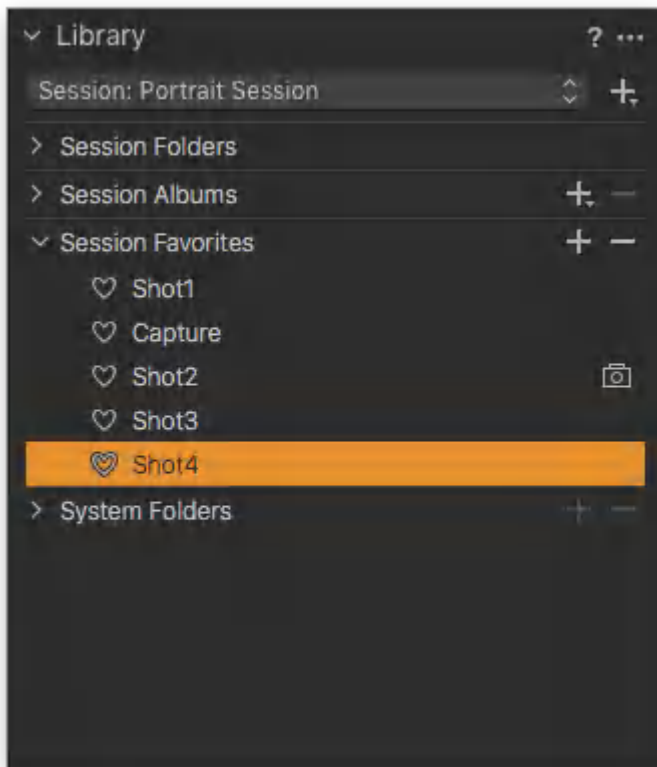 Library ? ...
Session: Portrait Session
Session Folders
Session Albums
Session Favorites
Shot1
Capture
Shot2
Shot3
Shot4
System Folders